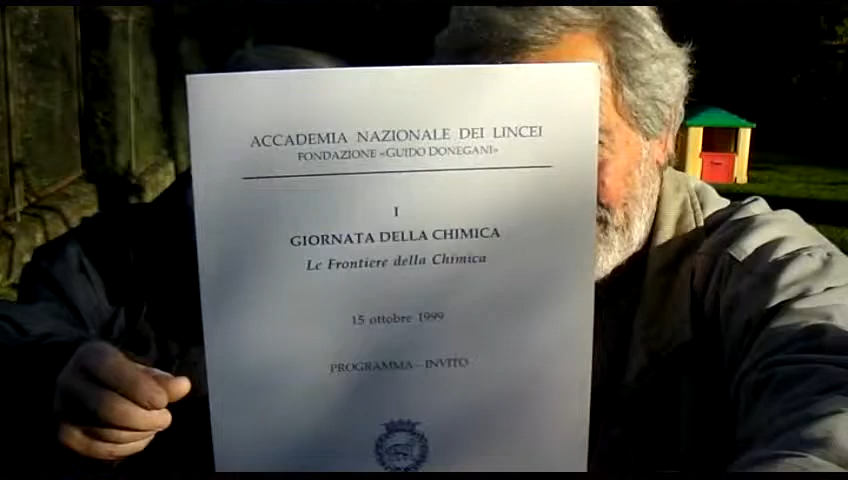 ACCADEMIA NAZIONALE DEI LINCEI
FONDAZIONE «GUIDO DONEGANI»
I
GIORNATA DELLA CHIMICA
Le Frontiere della Chimica
15 ottobre 1999
PROGRAMMA - INVITO